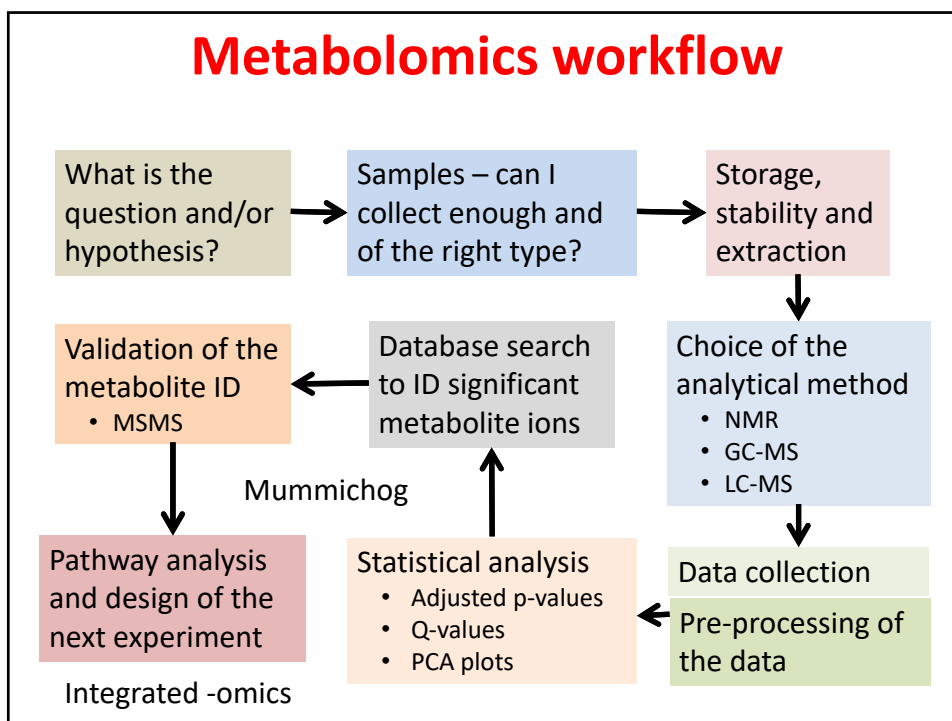 Metabolomics workflow
What is the
question and/or
hypothesis?
Samples – can I
collect enough and
of the right type?
Storage,
stability and
extraction
Choice of the
analytical method
• NMR
• GC-MS
• LC-MS
Data collection
Pre-processing of
the data
Statistical analysis
• Adjusted p-values
• Q-values
• PCA plots
Database search
to ID significant
metabolite ions
Mummichog
Validation of the
metabolite ID
• MSMS
Pathway analysis
and design of the
next experiment
Integrated -omics